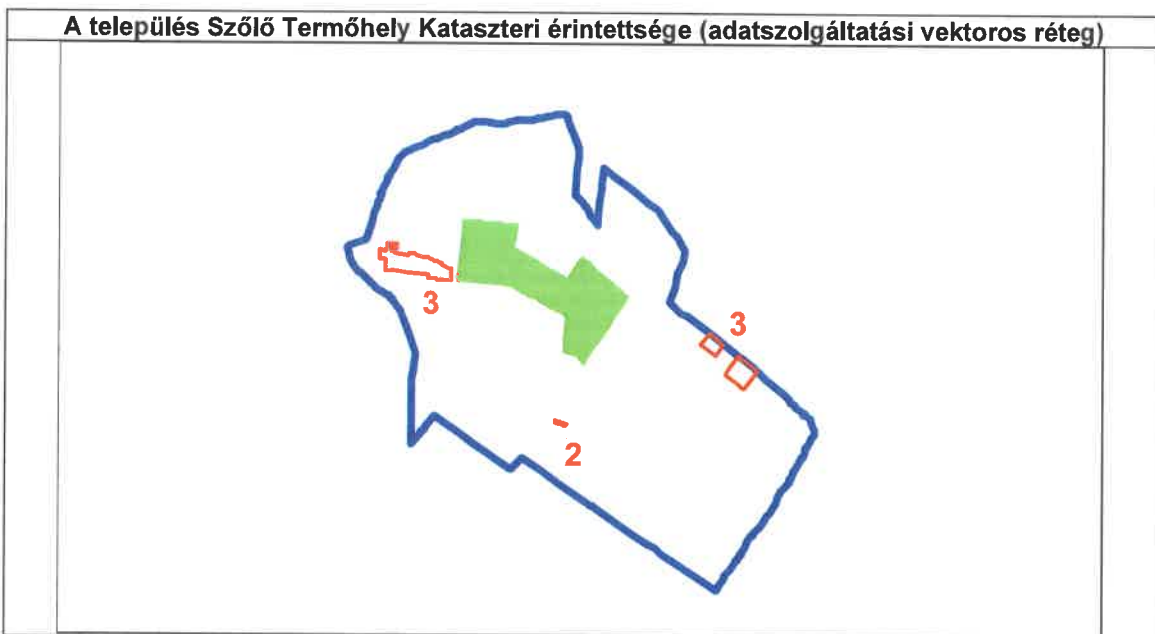 A település Szőlő Termőhely Kataszteri érintettsége (adatszolgáltatási vektoros réteg)
3
3
2